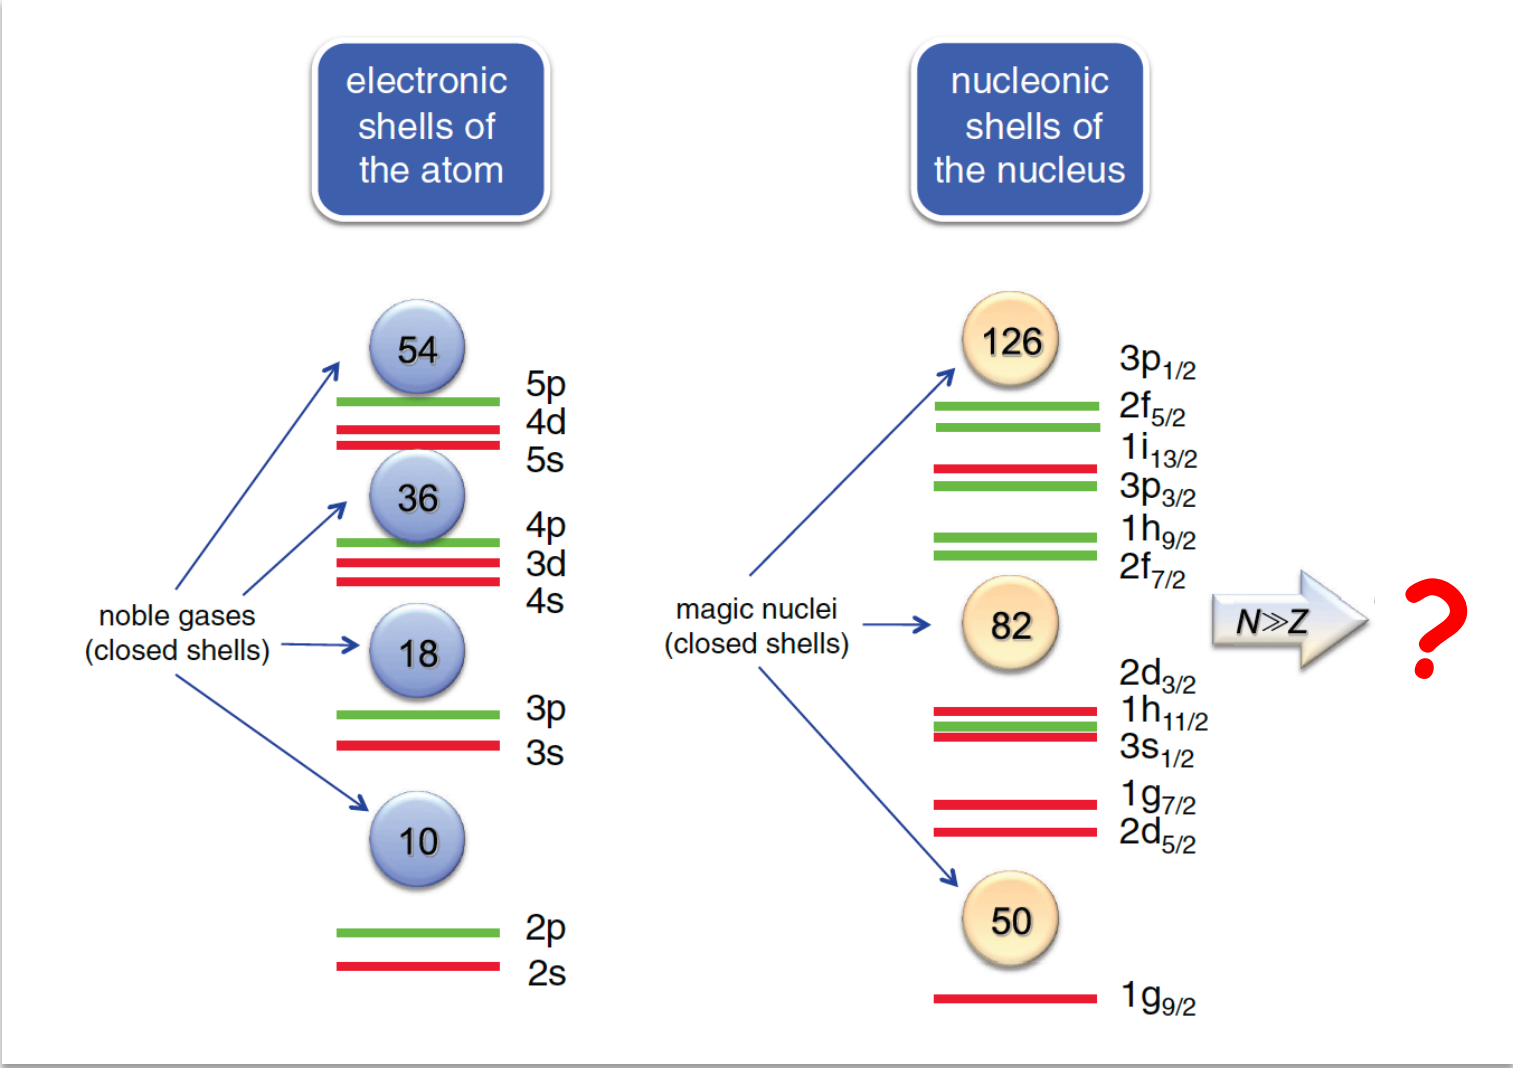 electronic
shells of
the atom
nucleonic
shells of
the nucleus
54
5p
4d
5s
36
4p
3d
4s
noble gases
(closed shells)
18
3p
3s
10
2p
2s
126
3p1/2
2f5/2
1i13/2
3p3/2
1h9/2
2f7/2
magic nuclei
(closed shells)
82
N≫Z
?
2d3/2
1h11/2
3s1/2
1g7/2
2d5/2
50
1g9/2